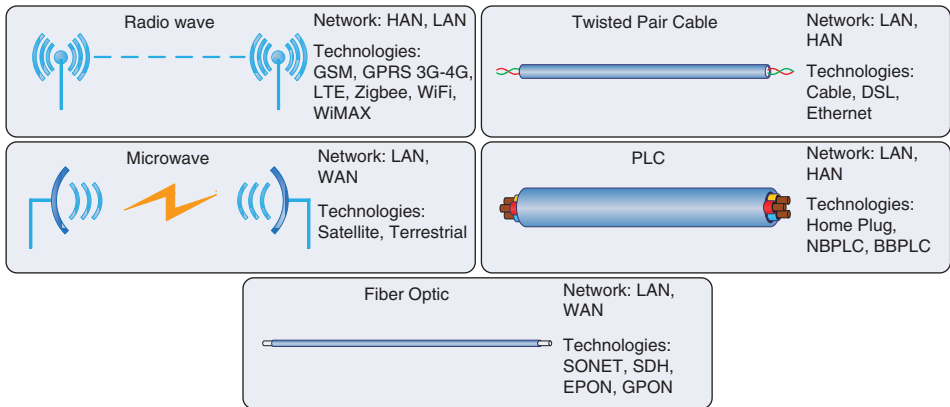 Radio wave
Network: HAN, LAN
Technologies:
GSM, GPRS 3G-4G,
LTE, Zigbee, WiFi,
WiMAX
Twisted Pair Cable
Network: LAN,
HAN
Technologies:
Cable, DSL,
Ethernet
Microwave
Network: LAN,
WAN
Technologies:
Satellite, Terrestrial
PLC
Network: LAN,
HAN
Technologies:
Home Plug,
NBPLC, BBPLC
Fiber Optic
Network: LAN,
WAN
Technologies:
SONET, SDH,
EPON, GPON